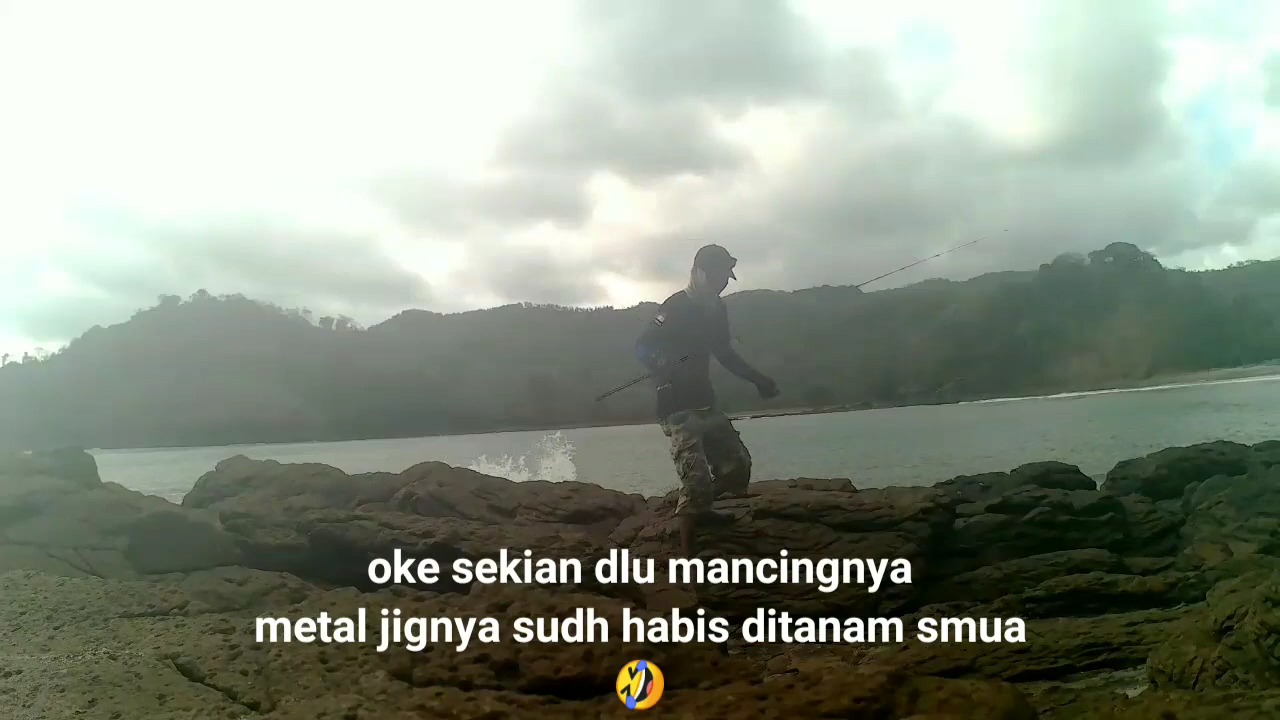 oke sekian dlu mancingnya
metal jignya sudh habis ditanam smua
🤣